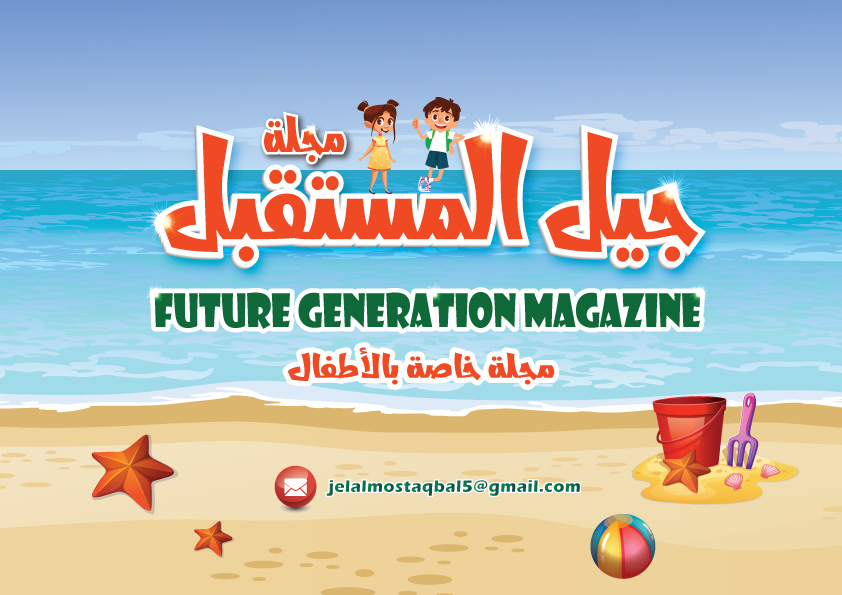 مجلة
جيل المستقبل
FUTURE GENERATION MAGAZINE
مجلة خاصة بالأطفال
jelalmostaqbal5@gmail.com